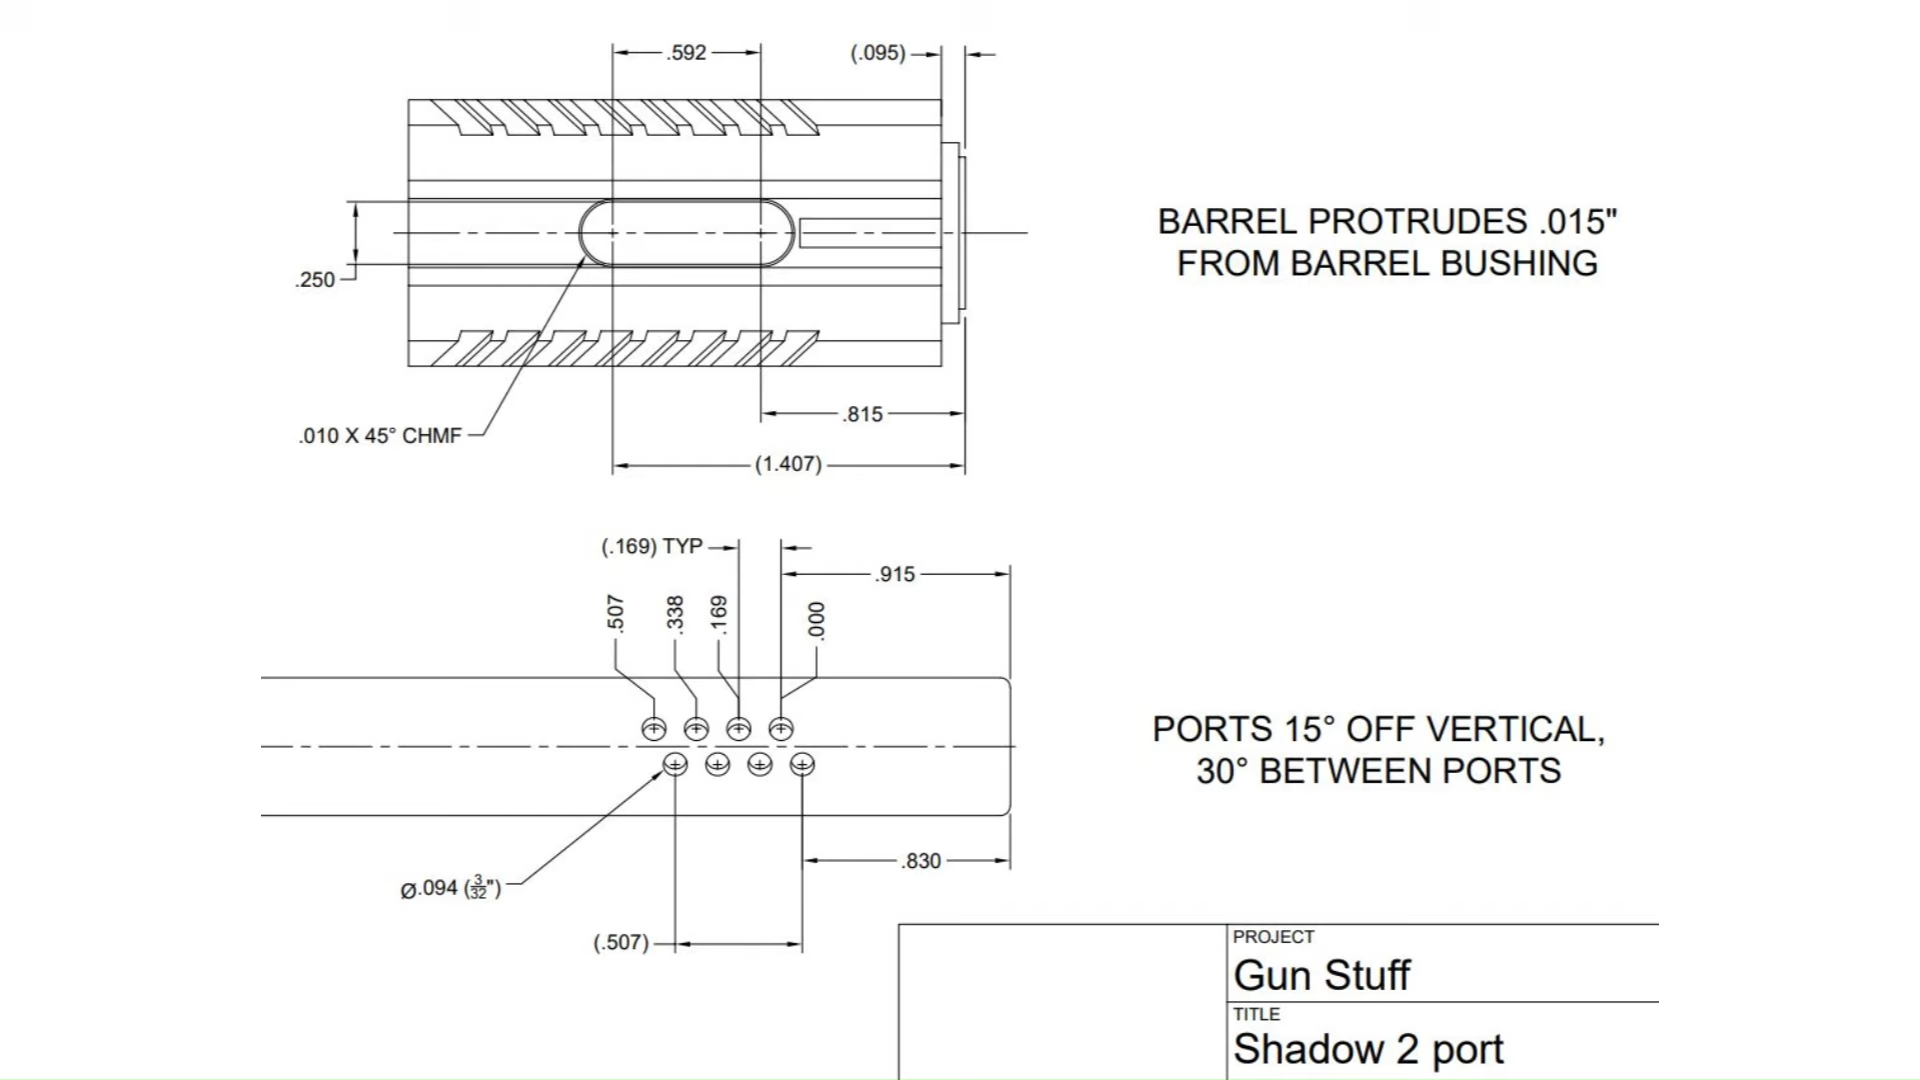 .592
(.095)
BARREL PROTRUDES .015"
FROM BARREL BUSHING
.250
.815
.010 X 45° CHMF
(1.407)
(.169) TYP
.915
.507
.338
.169
.000
PORTS 15° OFF VERTICAL,
30° BETWEEN PORTS
.830
Ø.094 (3/32")
(.507)
PROJECT
Gun Stuff
TITLE
Shadow 2 port